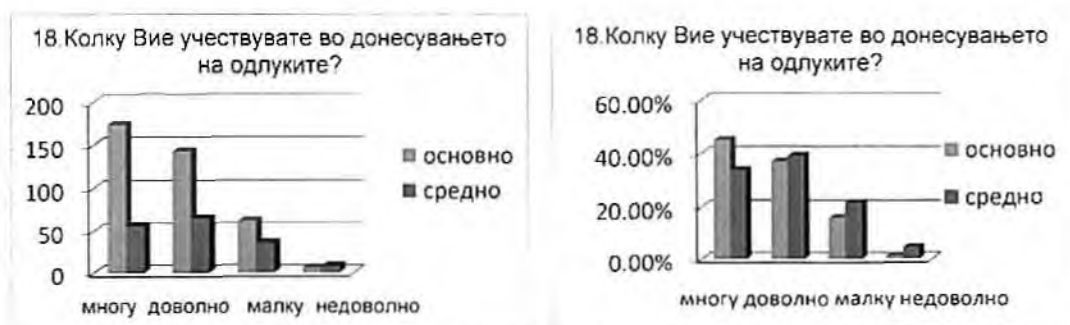 18.Колку Вие учествувате во донесувањето
на одлуките?
200
150
100
50
0
основно
средно
многу доволно малку недоволно
18.Колку Вие учествувате во донесувањето
на одлуките?
60.00%
40.00%
20.00%
0.00%
основно
средно
многу доволно малку недоволно